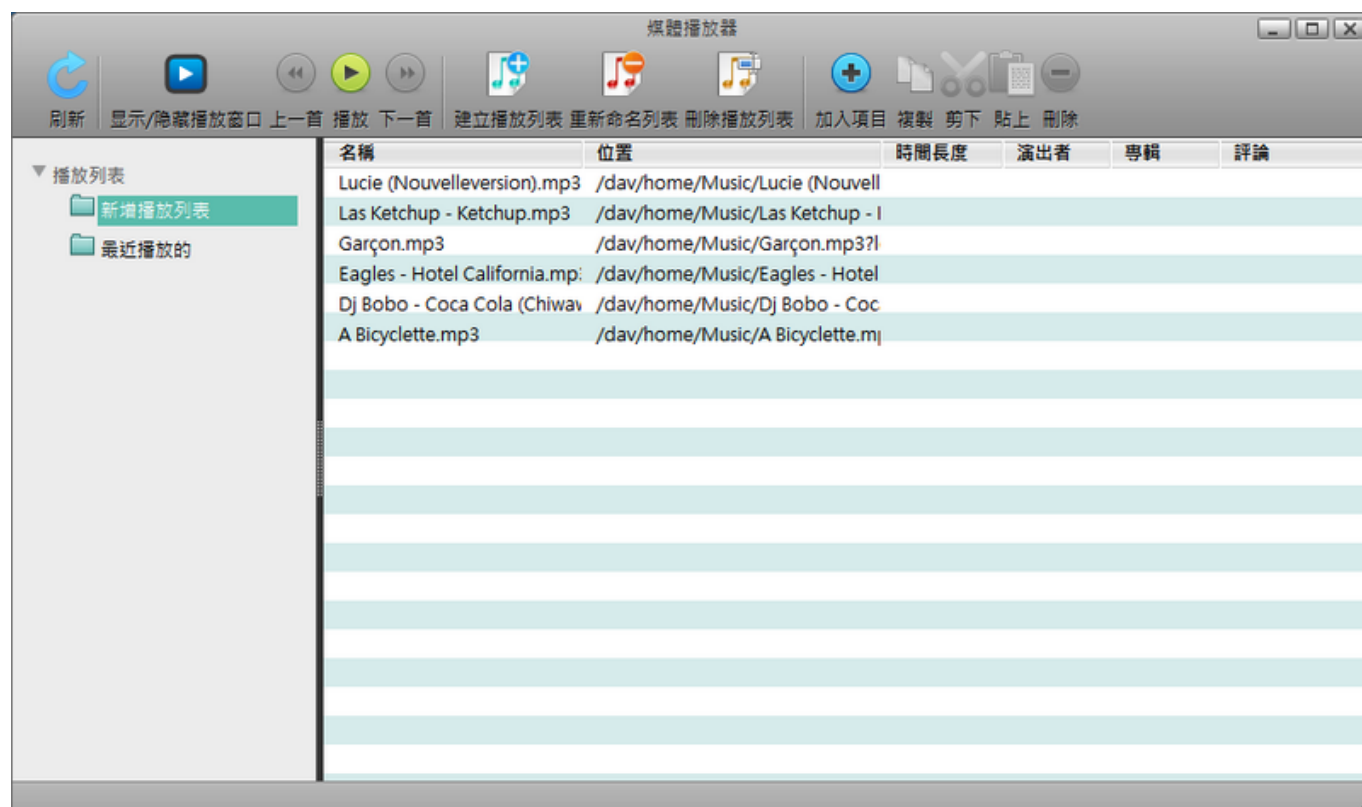 媒體播放器
刷新 显示/隐藏播放窗口 上一首 播放 下一首 建立播放列表 重新命名列表 刪除播放列表 加入項目 複製 剪下 貼上 刪除
播放列表
新增播放列表
最近播放的
名稱 位置 時間長度 演出者 專輯 評論
Lucie (Nouvelleversion).mp3 /dav/home/Music/Lucie (Nouvell
Las Ketchup - Ketchup.mp3 /dav/home/Music/Las Ketchup -
Garçon.mp3 /dav/home/Music/Garçon.mp3?l
Eagles - Hotel California.mp /dav/home/Music/Eagles - Hotel
Dj Bobo - Coca Cola (Chiwav /dav/home/Music/Dj Bobo - Coc
A Bicyclette.mp3 /dav/home/Music/A Bicyclette.m